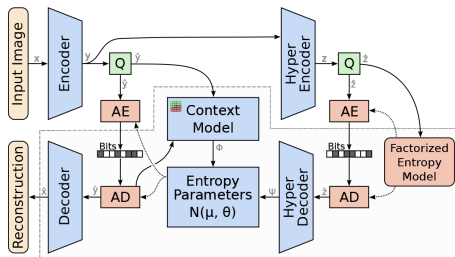 Input Image
x
Encoder
y
Q
ŷ
ŷ
AE
Bits
AD
ŷ
Decoder
x̂
Reconstruction
Context
Model
Φ
Entropy
Parameters
N(μ, θ)
Ψ
Hyper
Encoder
z
Q
ẑ
ẑ
AE
Bits
AD
ẑ
Hyper
Decoder
Factorized
Entropy
Model